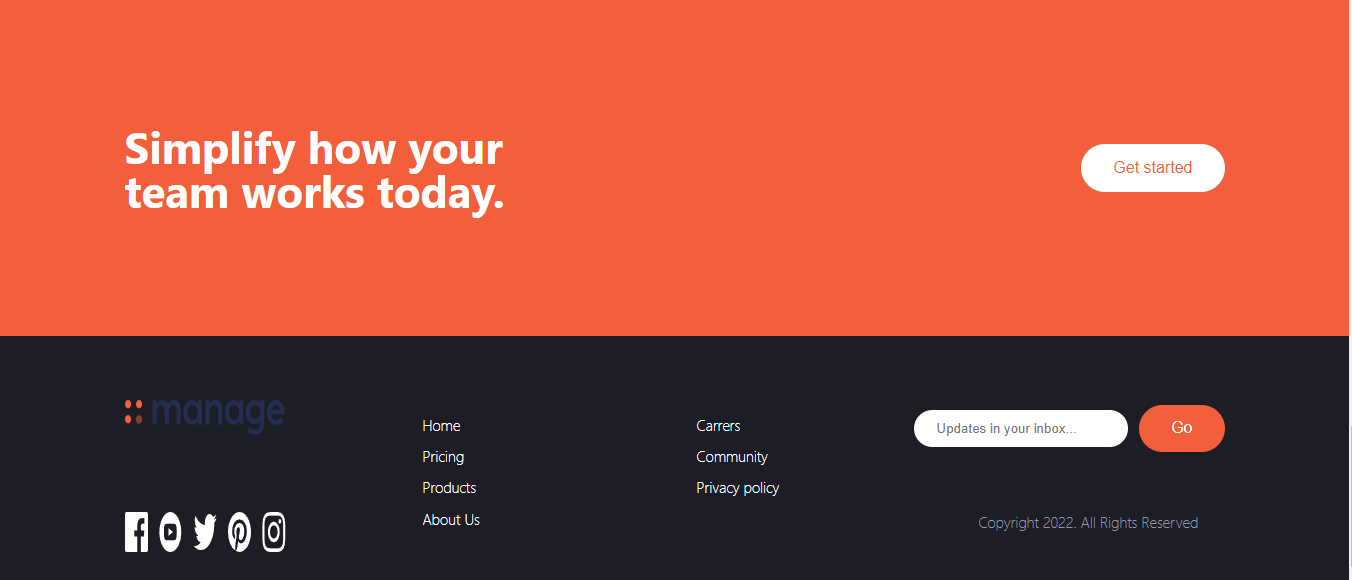 Simplify how your
team works today.
Get started
manage
Home
Pricing
Products
About Us
Carrers
Community
Privacy policy
Updates in your inbox...
Go
Copyright 2022. All Rights Reserved